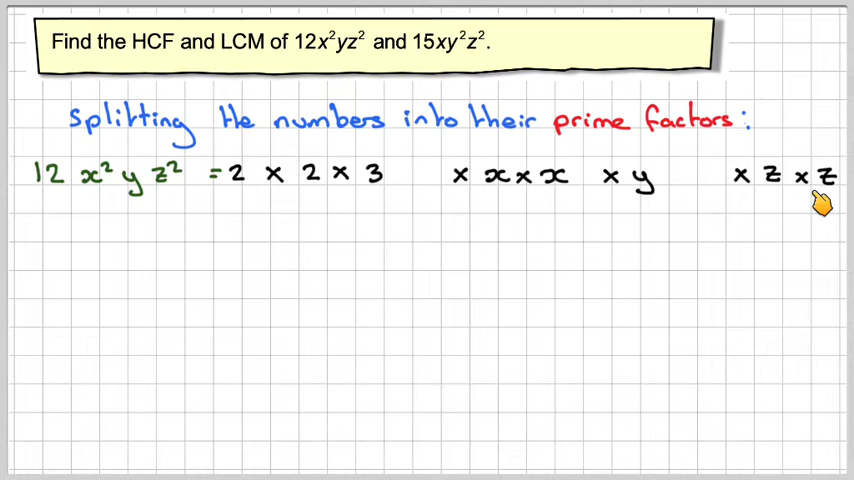 Find the HCF and LCM of 12x²yz² and 15xy²z².
Splitting the numbers into their prime factors:
12 x² y z² = 2 × 2 × 3 × x × x × y × z × z